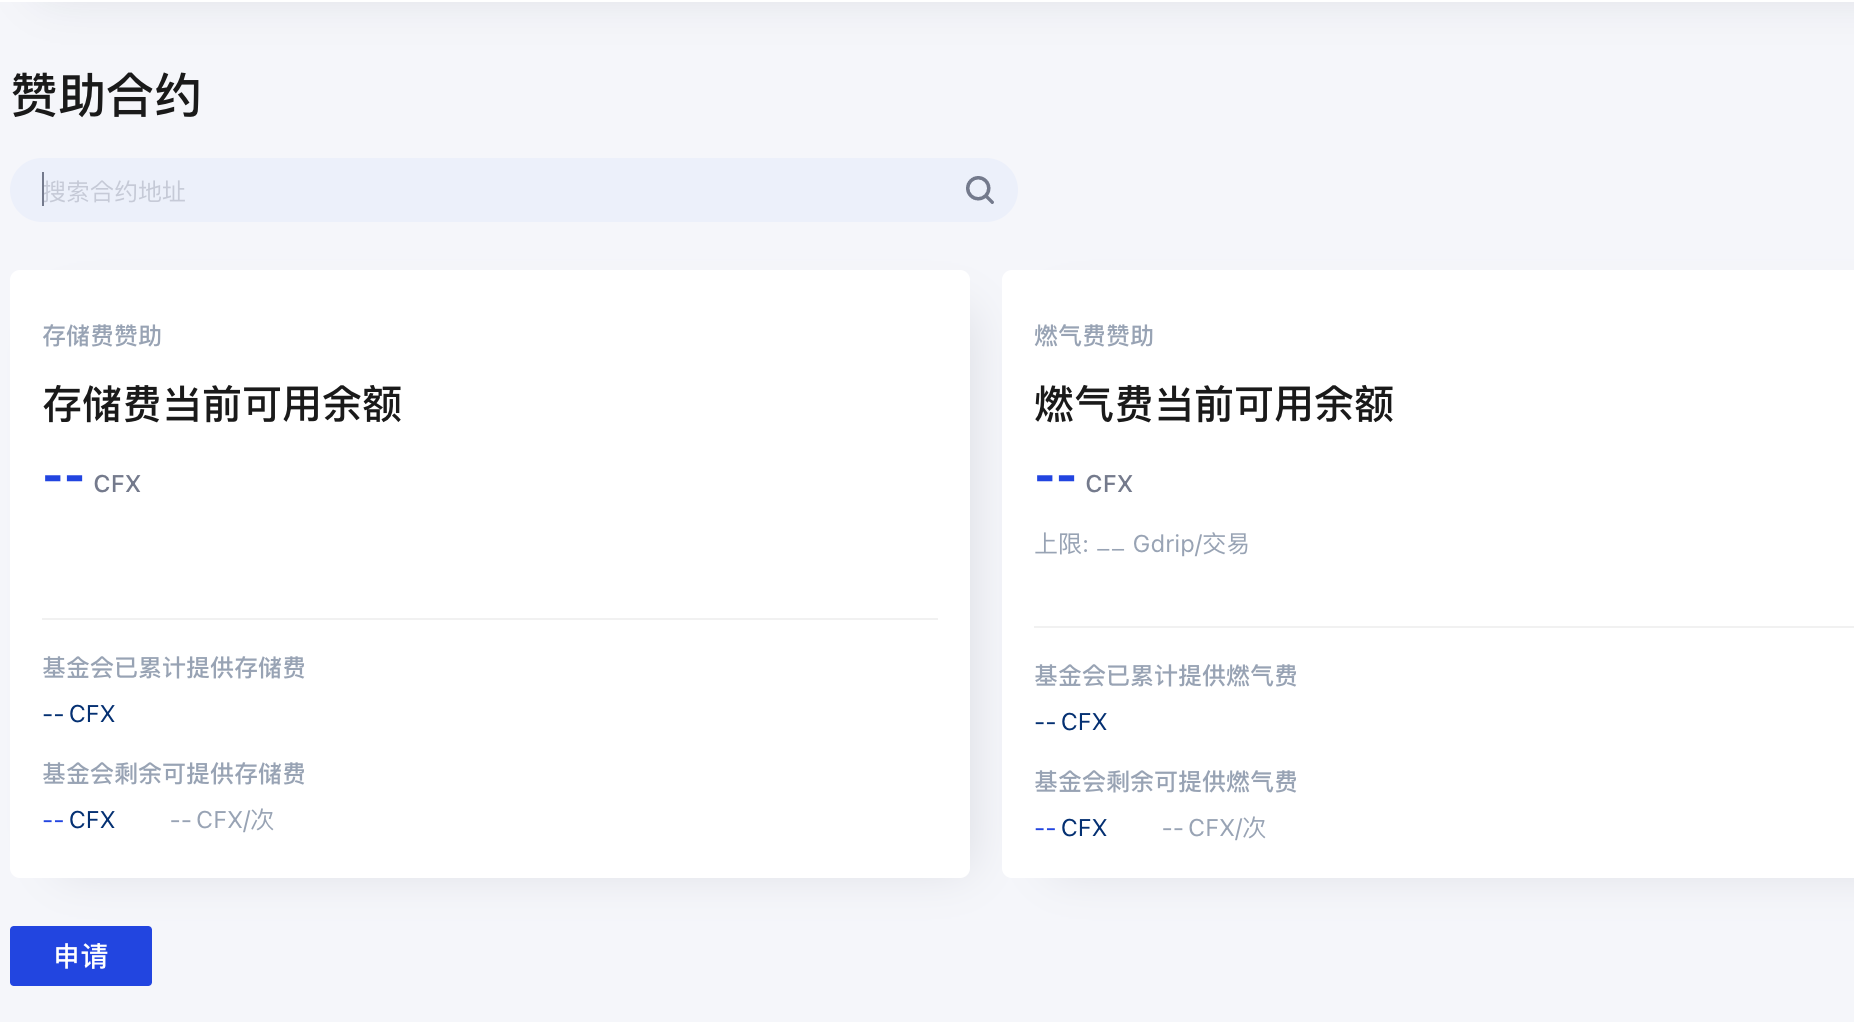 赞助合约
搜索合约地址
存储费赞助
存储费当前可用余额
-- CFX
基金会已累计提供存储费
-- CFX
基金会剩余可提供存储费
-- CFX -- CFX/次
燃气费赞助
燃气费当前可用余额
-- CFX
上限: __ Gdrip/交易
基金会已累计提供燃气费
-- CFX
基金会剩余可提供燃气费
-- CFX -- CFX/次
申请